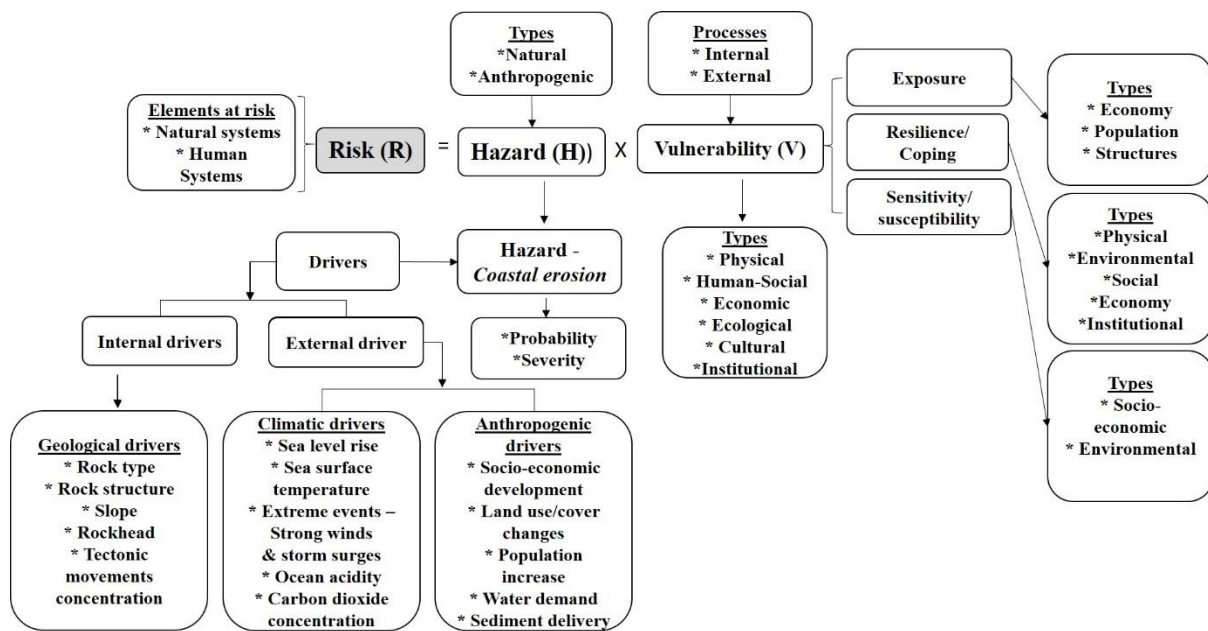 Types
*Natural
*Anthropogenic
Processes
* Internal
* External
Elements at risk
* Natural systems
* Human
Systems
Risk (R)
=
Hazard (H))
X
Vulnerability (V)
Exposure
Resilience/
Coping
Sensitivity/
susceptibility
Types
* Economy
* Population
* Structures
Types
*Physical
*Environmental
*Social
*Economy
*Institutional
Types
* Socio-
economic
* Environmental
Drivers
Hazard -
Coastal erosion
Types
* Physical
* Human-Social
* Economic
* Ecological
* Cultural
*Institutional
Internal drivers
External driver
*Probability
*Severity
Geological drivers
* Rock type
* Rock structure
* Slope
* Rockhead
* Tectonic
movements
concentration
Climatic drivers
* Sea level rise
* Sea surface
temperature
* Extreme events –
Strong winds
& storm surges
* Ocean acidity
* Carbon dioxide
concentration
Anthropogenic
drivers
* Socio-economic
development
* Land use/cover
changes
* Population
increase
* Water demand
* Sediment delivery